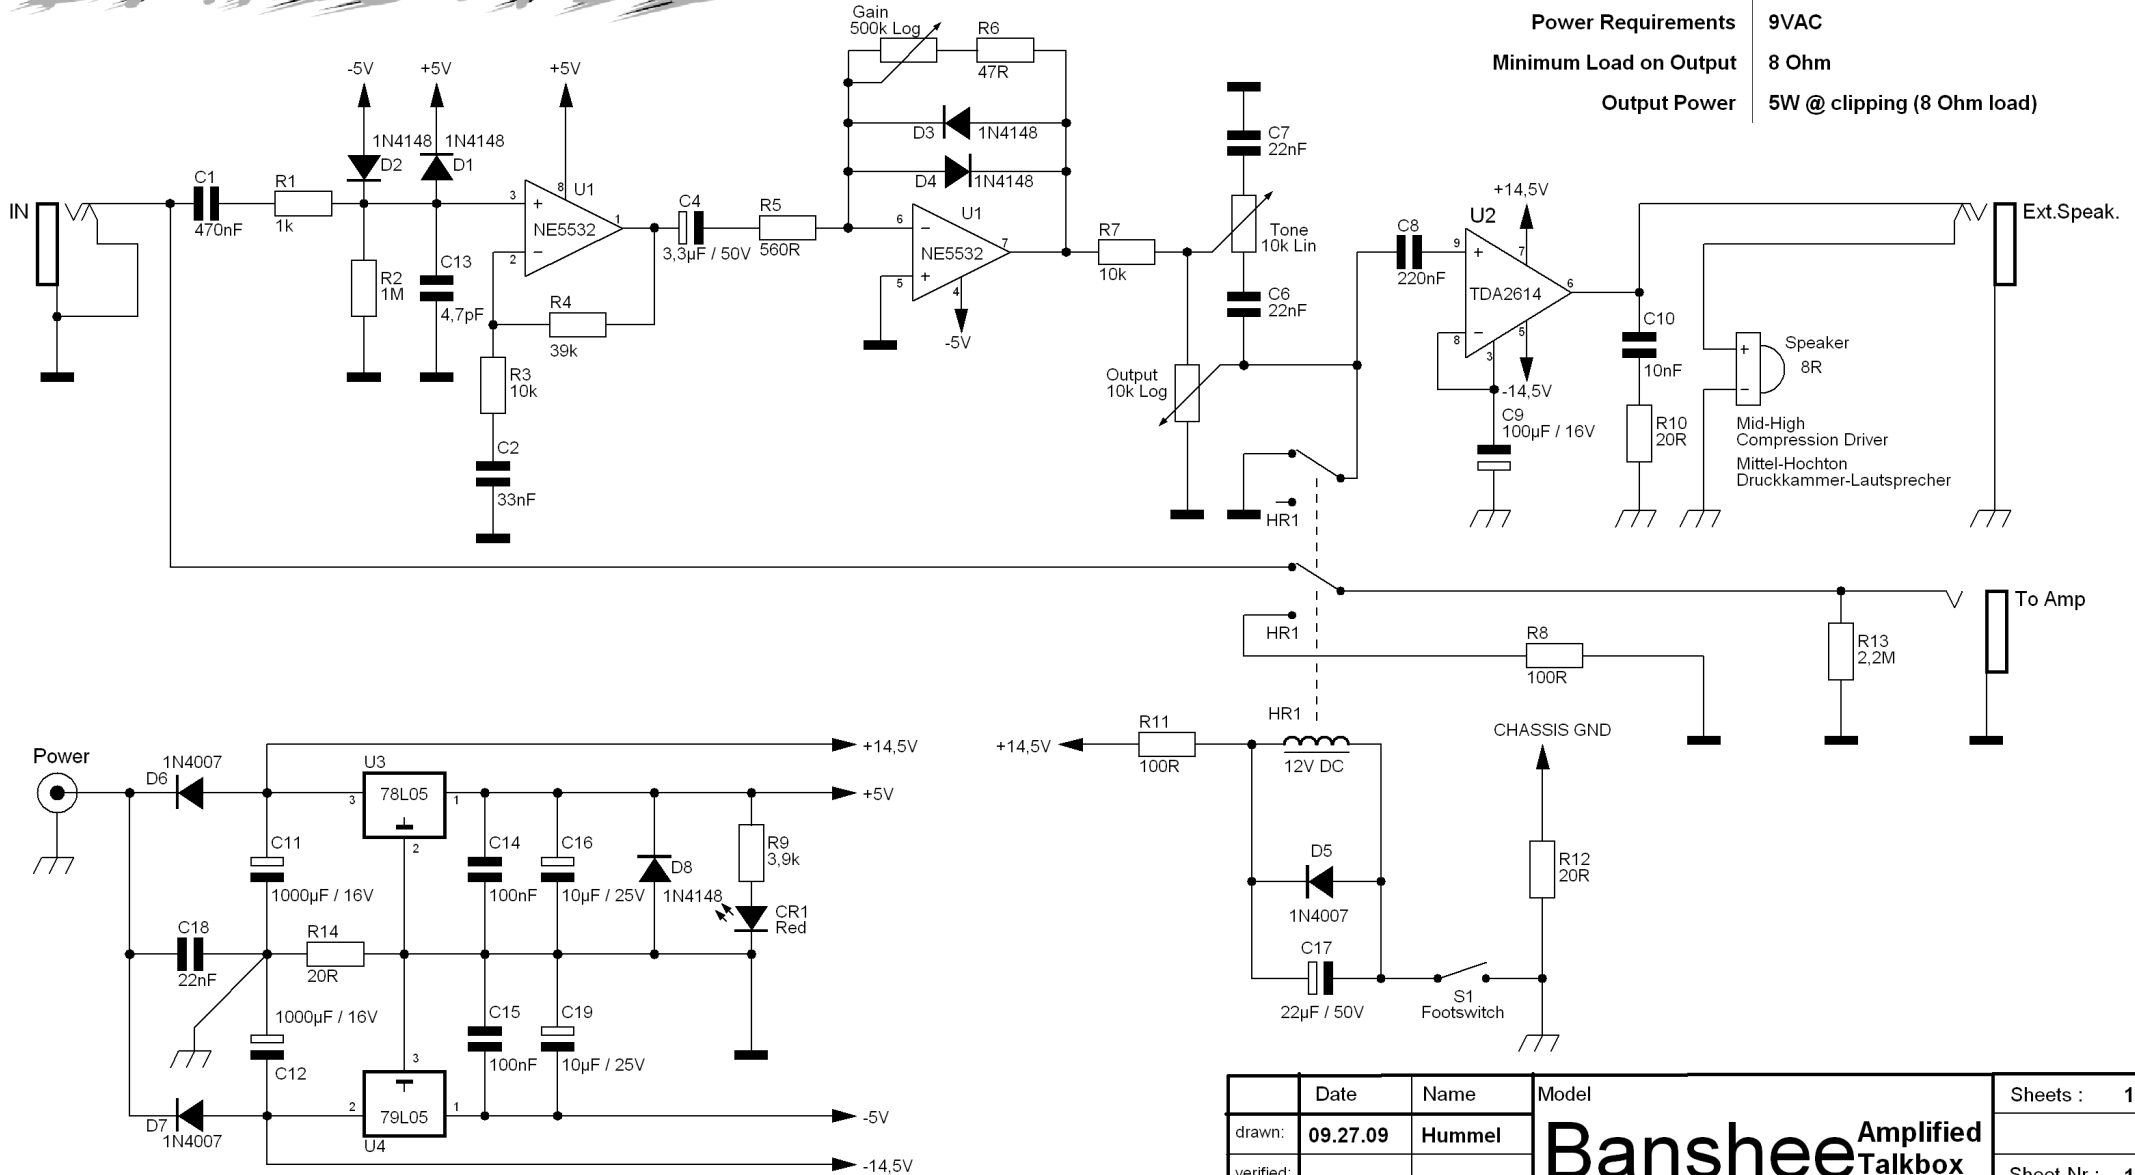 Power Requirements 9VAC
Minimum Load on Output 8 Ohm
Output Power 5W @ clipping (8 Ohm load)
Gain
500k Log
R6
47R
-5V
+5V
+5V
1N4148
D2
1N4148
D1
D3
1N4148
D4
1N4148
C7
22nF
IN
C1
470nF
R1
1k
3
+
8
U1
NE5532
1
−
2
C4
3,3µF / 50V
R5
560R
6
−
U1
NE5532
7
+
5
4
-5V
R7
10k
Tone
10k Lin
C6
22nF
C8
220nF
+14,5V
U2
9
+
7
TDA2614
6
5
−
8
3
-14,5V
Ext.Speak.
R2
1M
C13
4,7pF
R4
39k
R3
10k
C2
33nF
Output
10k Log
C9
100µF / 16V
C10
10nF
R10
20R
+
−
Speaker
8R
Mid-High
Compression Driver
Mittel-Hochton
Druckkammer-Lautsprecher
HR1
HR1
R8
100R
To Amp
R13
2,2M
Power
D6
1N4007
+14,5V
U3
78L05
3
1
2
+5V
C11
1000µF / 16V
C14
100nF
C16
10µF / 25V
D8
1N4148
R9
3,9k
CR1
Red
C18
22nF
R14
20R
1000µF / 16V
C12
C15
100nF
C19
10µF / 25V
D7
1N4007
3
2
79L05
1
U4
-5V
-14,5V
+14,5V
R11
100R
HR1
12V DC
D5
1N4007
C17
22µF / 50V
S1
Footswitch
CHASSIS GND
R12
20R
Date Name Model Sheets : 1
drawn: 09.27.09 Hummel
Banshee Amplified
Talkbox
verified:
Sheet Nr : 1